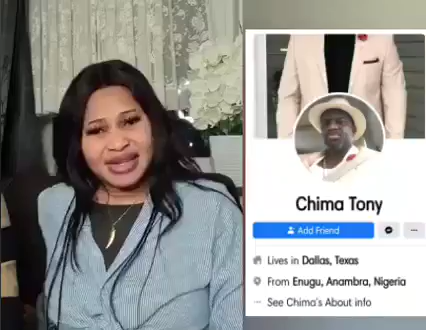 Chima Tony
Add Friend
Lives in Dallas, Texas
From Enugu, Anambra, Nigeria
See Chima's About info